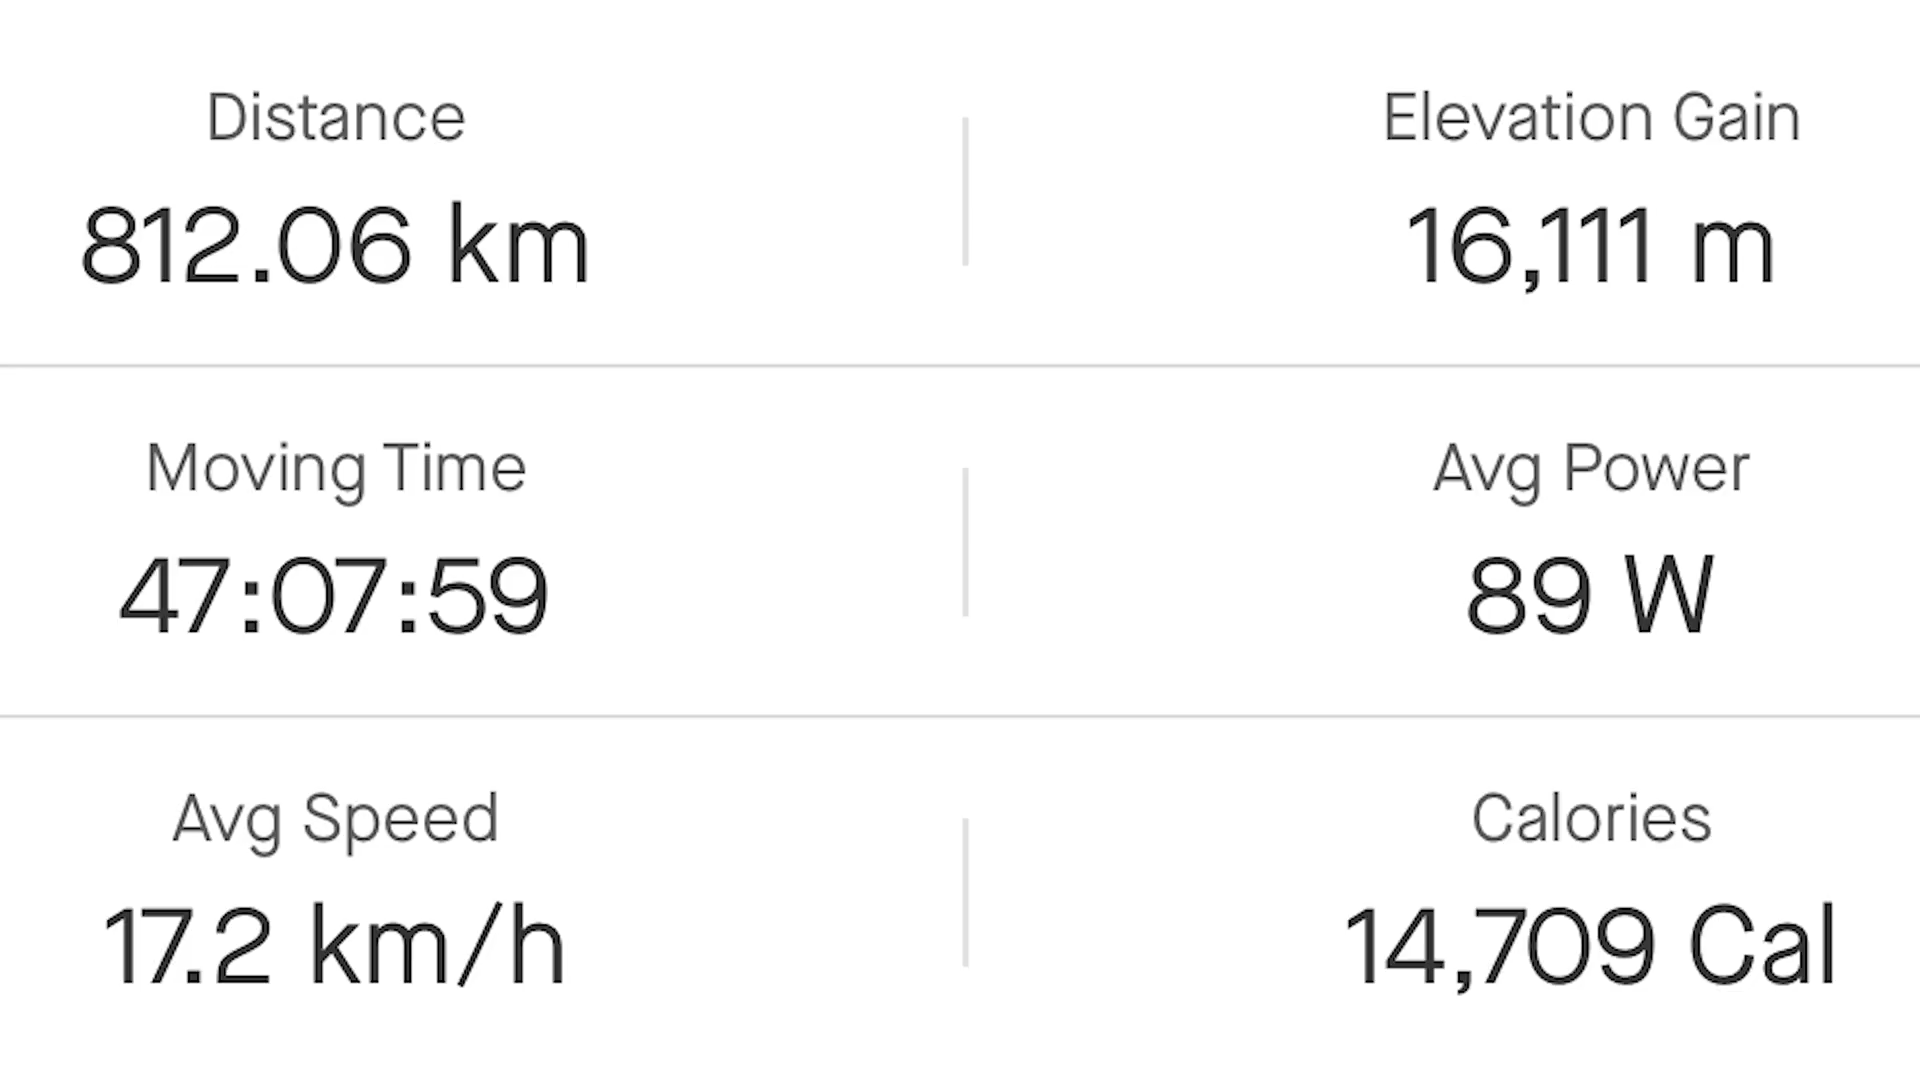 Distance
Elevation Gain
812.06 km
16,111 m
Moving Time
Avg Power
47:07:59
89 W
Avg Speed
Calories
17.2 km/h
14,709 Cal